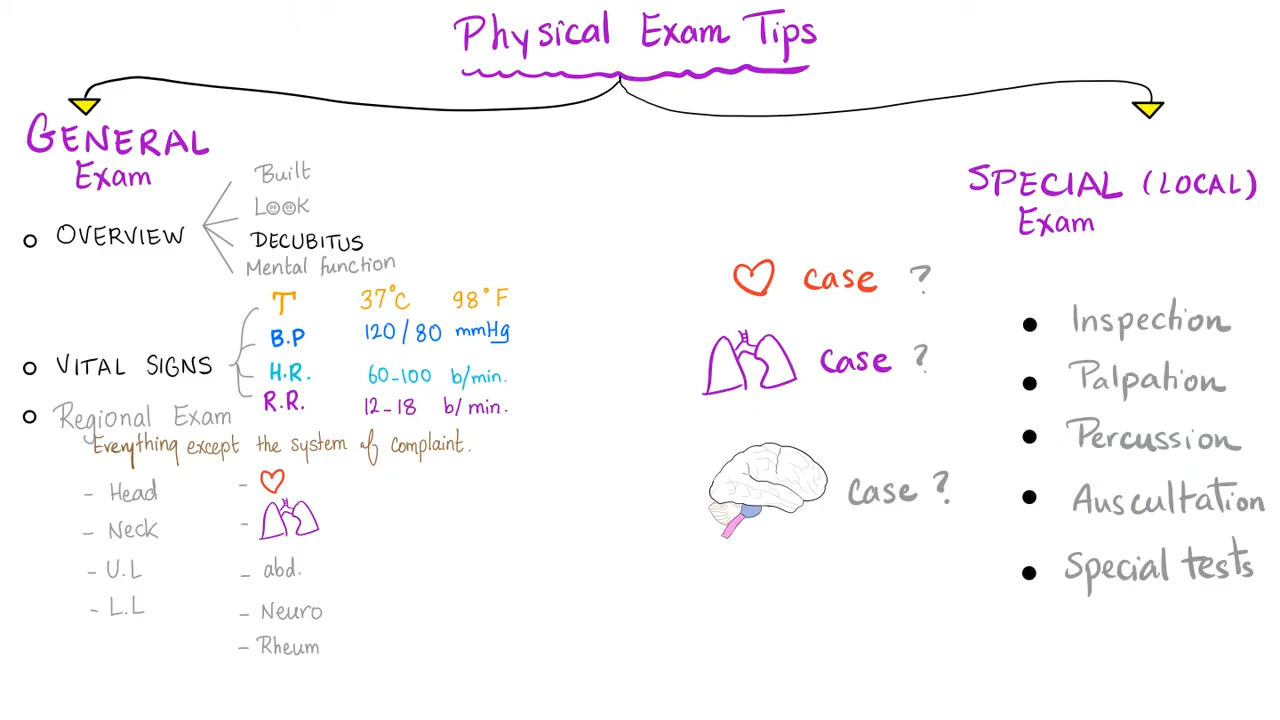 Physical Exam Tips
GENERAL
Exam
OVERVIEW
Built
Look
DECUBITUS
Mental function
VITAL SIGNS
T 37°C 98°F
B.P 120/80 mmHg
H.R. 60-100 b/min.
R.R. 12-18 b/min.
Regional Exam
Everything except the system of complaint.
- Head
- Neck
- U.L
- L.L
- abd.
- Neuro
- Rheum
case ?
case ?
case ?
SPECIAL (LOCAL)
Exam
Inspection
Palpation
Percussion
Auscultation
Special tests